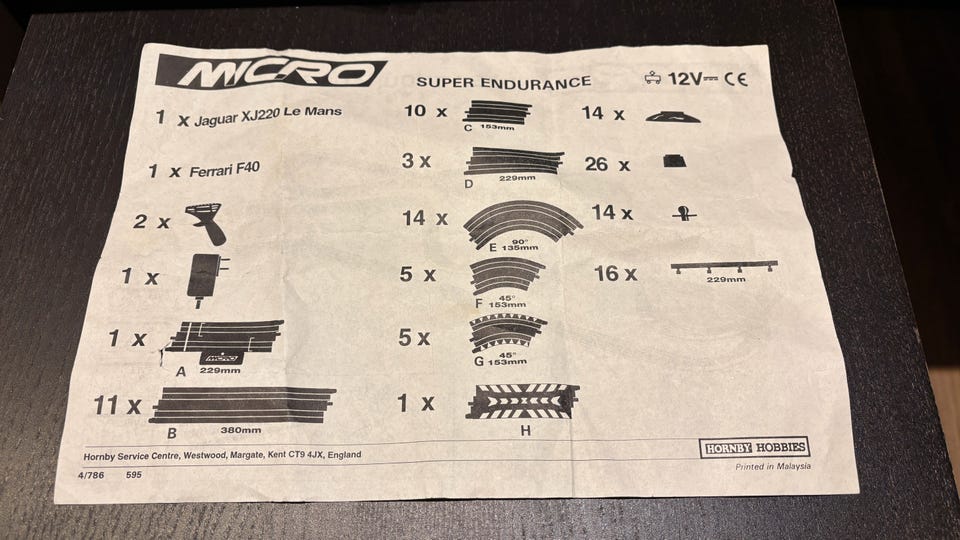 MICRO
SUPER ENDURANCE
12V CE
1 x Jaguar XJ220 Le Mans
1 x Ferrari F40
2 x
1 x
1 x
MICRO
A 229mm
11 x
B 380mm
10 x
C 153mm
3 x
D 229mm
14 x
90°
E 135mm
5 x
45°
F 153mm
5 x
45°
G 153mm
1 x
H
14 x
26 x
14 x
16 x
229mm
Hornby Service Centre, Westwood, Margate, Kent CT9 4JX, England
4/786 595
HORNBY HOBBIES
Printed in Malaysia